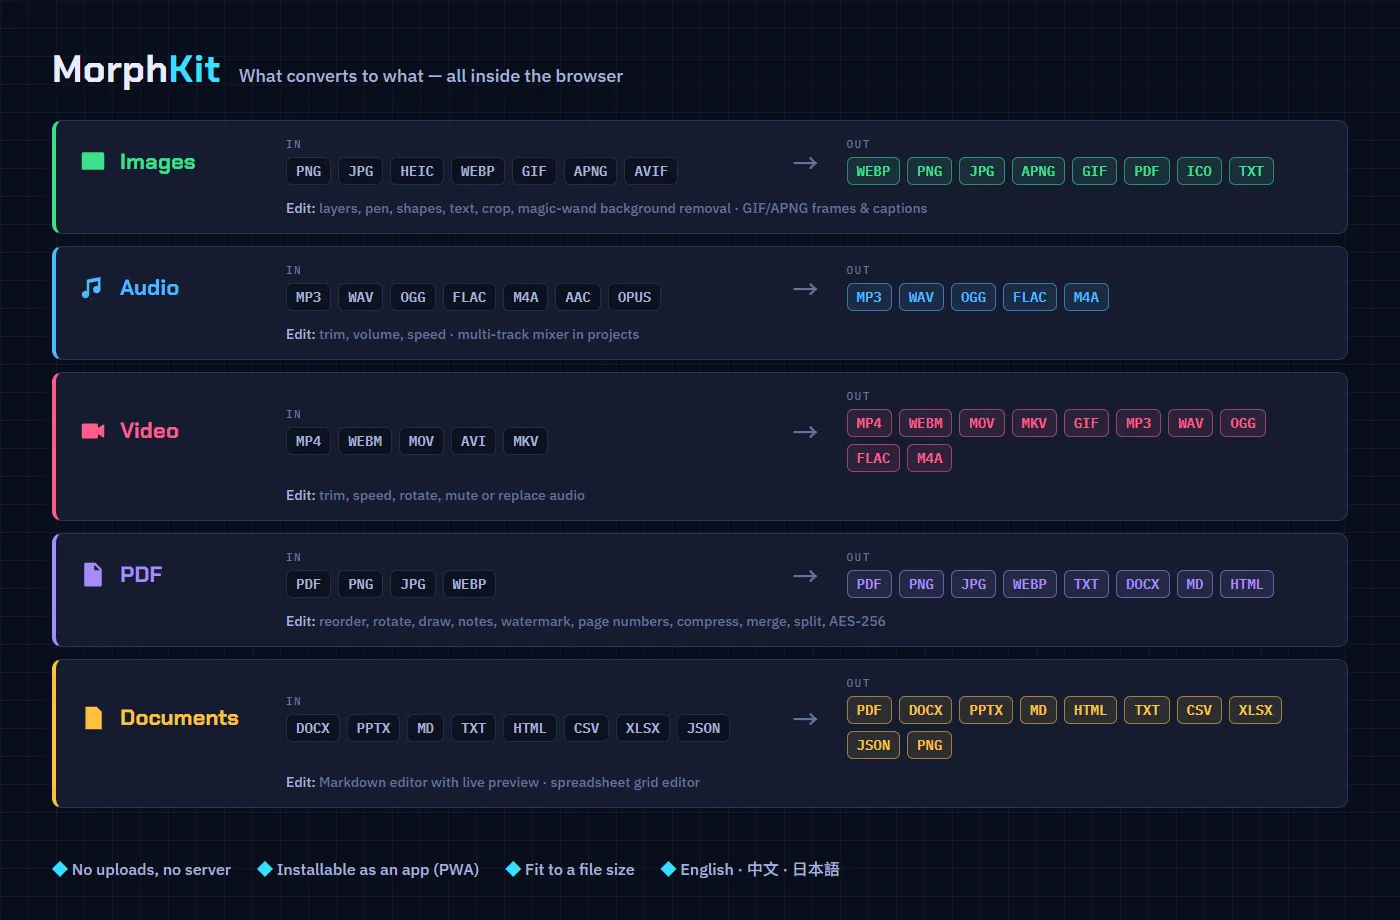 MorphKit What converts to what — all inside the browser
Images
IN
PNG JPG HEIC WEBP GIF APNG AVIF
→
OUT
WEBP PNG JPG APNG GIF PDF ICO TXT
Edit: layers, pen, shapes, text, crop, magic-wand background removal · GIF/APNG frames & captions
Audio
IN
MP3 WAV OGG FLAC M4A AAC OPUS
→
OUT
MP3 WAV OGG FLAC M4A
Edit: trim, volume, speed · multi-track mixer in projects
Video
IN
MP4 WEBM MOV AVI MKV
→
OUT
MP4 WEBM MOV MKV GIF MP3 WAV OGG
FLAC M4A
Edit: trim, speed, rotate, mute or replace audio
PDF
IN
PDF PNG JPG WEBP
→
OUT
PDF PNG JPG WEBP TXT DOCX MD HTML
Edit: reorder, rotate, draw, notes, watermark, page numbers, compress, merge, split, AES-256
Documents
IN
DOCX PPTX MD TXT HTML CSV XLSX JSON
→
OUT
PDF DOCX PPTX MD HTML TXT CSV XLSX
JSON PNG
Edit: Markdown editor with live preview · spreadsheet grid editor
◆ No uploads, no server ◆ Installable as an app (PWA) ◆ Fit to a file size ◆ English · 中文 · 日本語